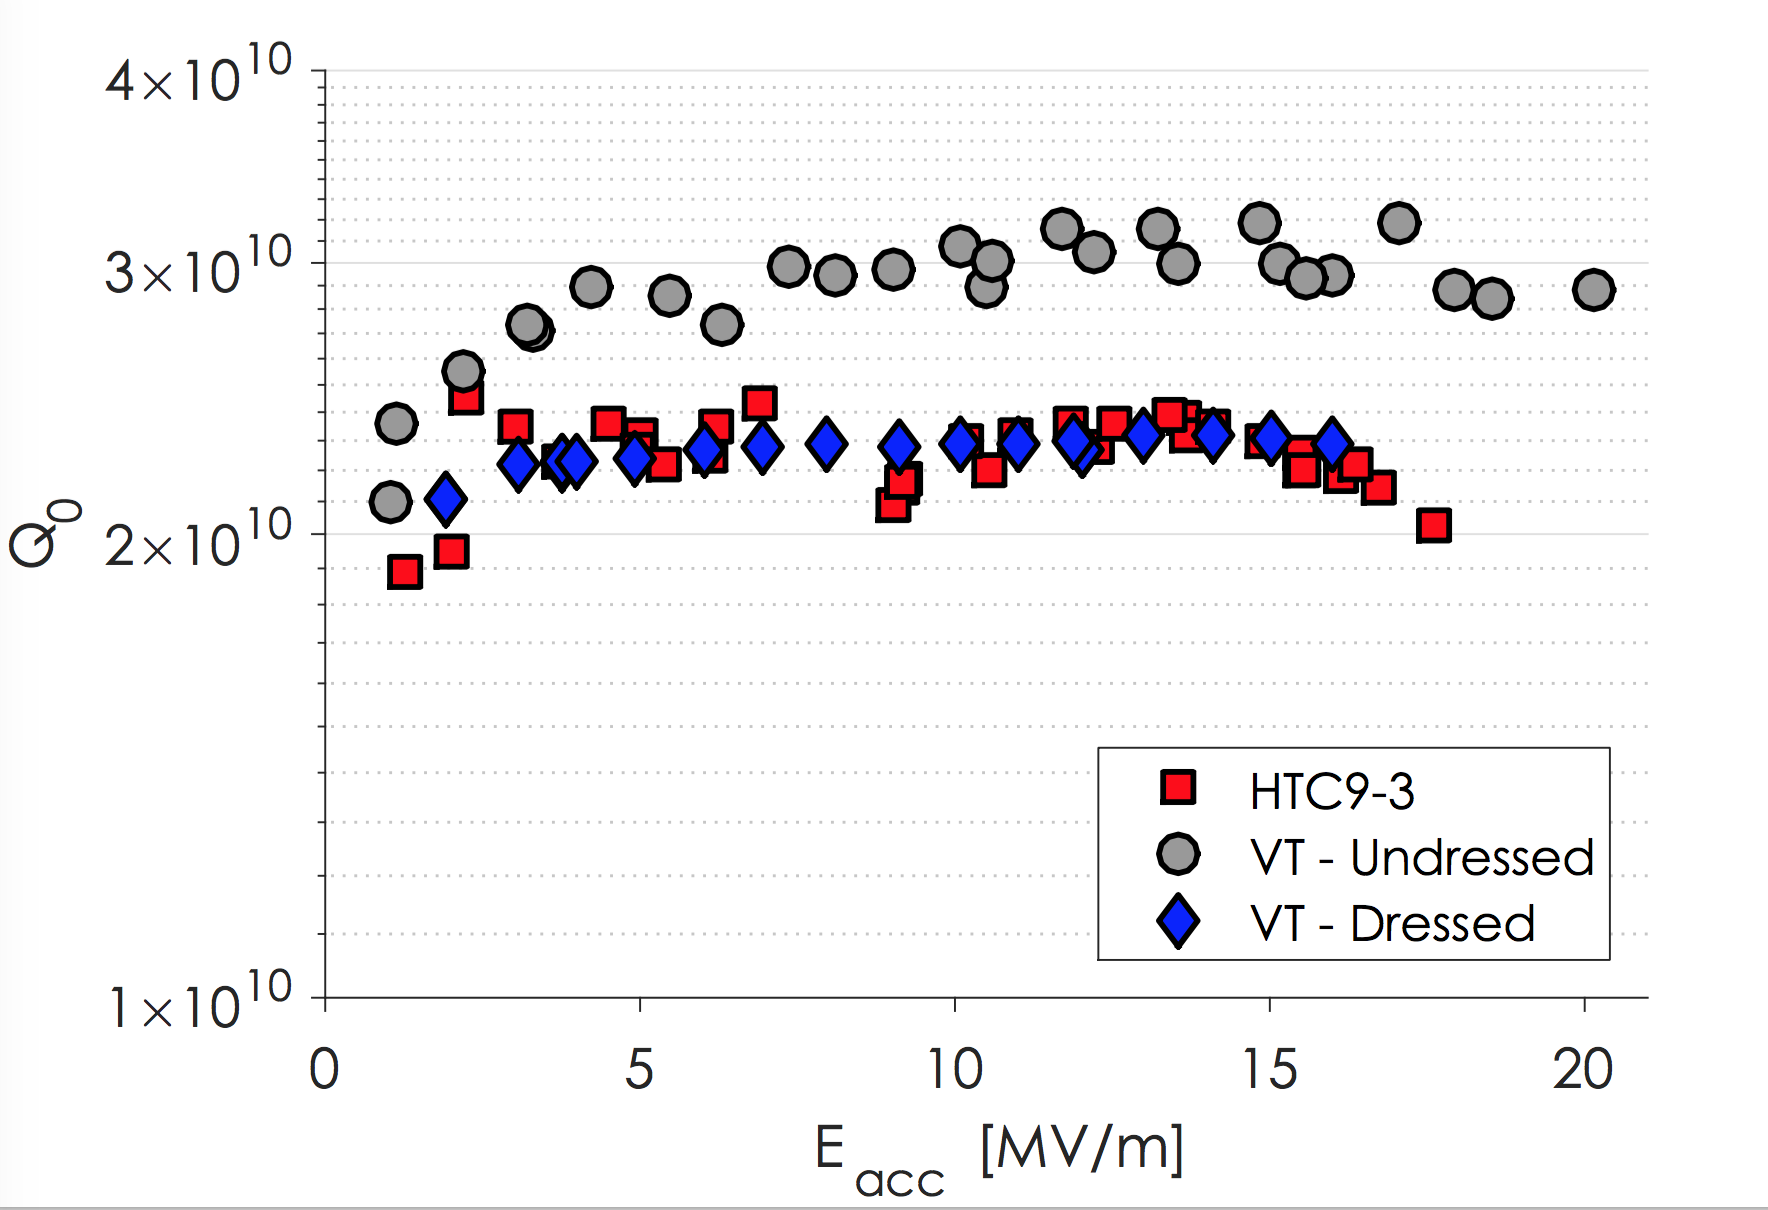 4×10^10
3×10^10
2×10^10
1×10^10
Q0
0 5 10 15 20
E acc [MV/m]
HTC9-3
VT - Undressed
VT - Dressed